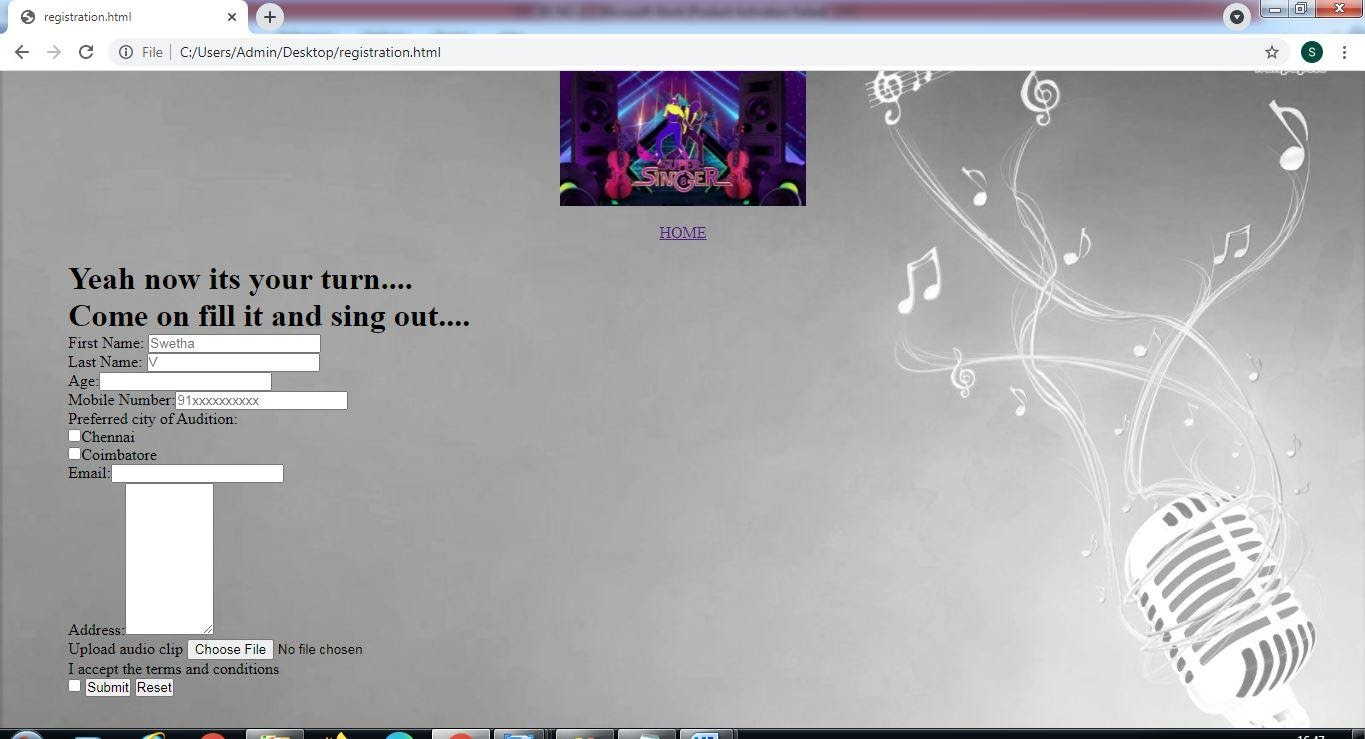 registration.html
File
C:/Users/Admin/Desktop/registration.html
S
SUPER
SINGER
8
HOME
Yeah now its your turn....
Come on fill it and sing out....
First Name: Swetha
Last Name: V
Age:
Mobile Number: 91xxxxxxxxxx
Preferred city of Audition:
Chennai
Coimbatore
Email:
Address:
Upload audio clip Choose File No file chosen
I accept the terms and conditions
Submit Reset